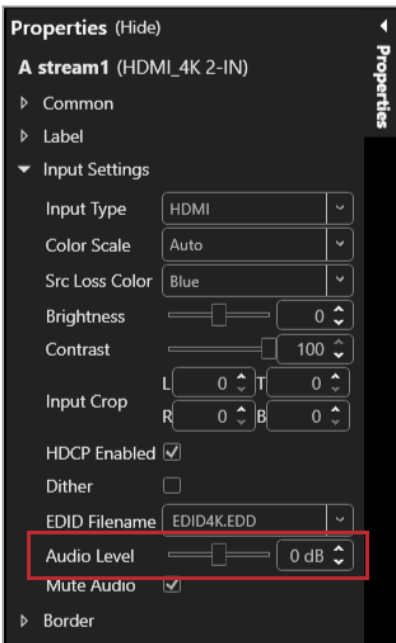 Properties (Hide)
Properties
A stream1 (HDMI_4K 2-IN)
Common
Label
Input Settings
Input Type HDMI
Color Scale Auto
Src Loss Color Blue
Brightness 0
Contrast 100
L 0 T 0
Input Crop
R 0 B 0
HDCP Enabled
Dither
EDID Filename EDID4K.EDD
Audio Level 0 dB
Mute Audio
Border